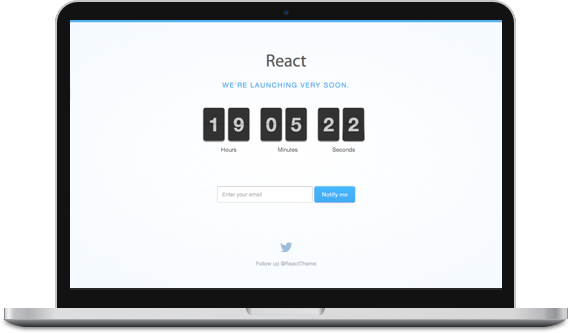 React
WE'RE LAUNCHING VERY SOON.
19 05 22
Hours Minutes Seconds
Enter your email Notify me
Follow up @ReactTheme